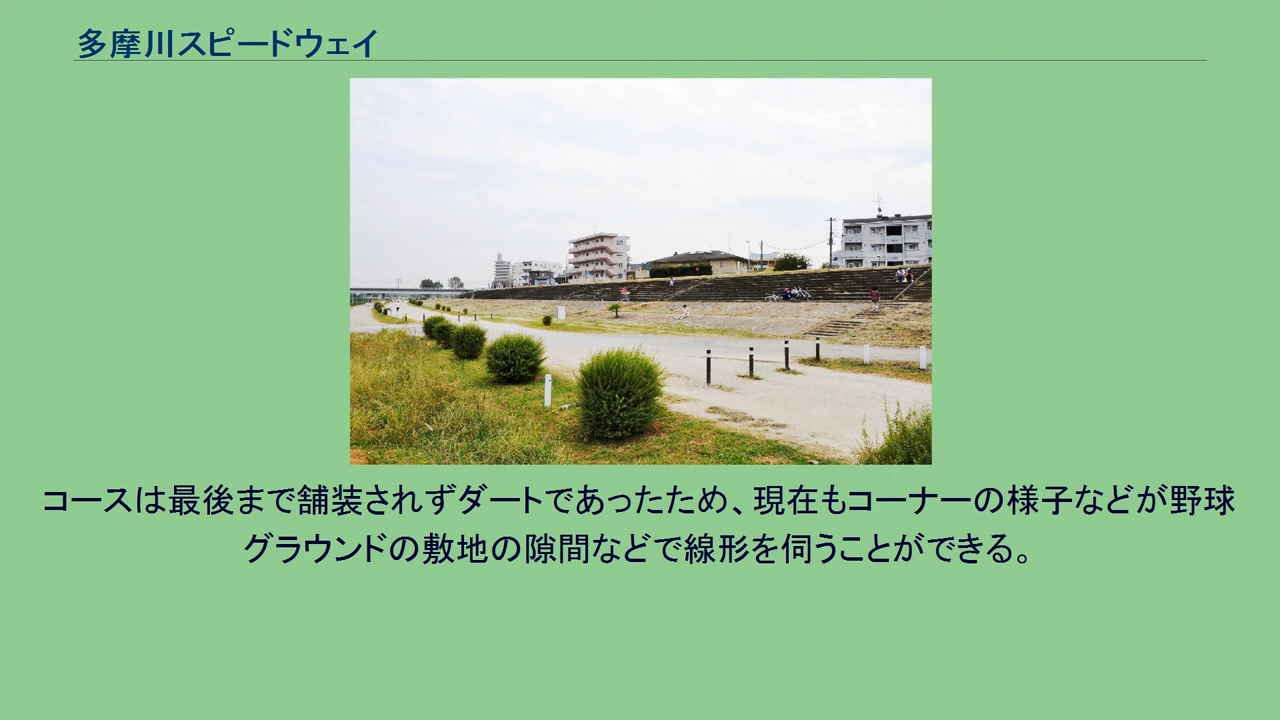 多摩川スピードウェイ
コースは最後まで舗装されずダートであったため、現在もコーナーの様子などが野球
グラウンドの敷地の隙間などで線形を伺うことができる。